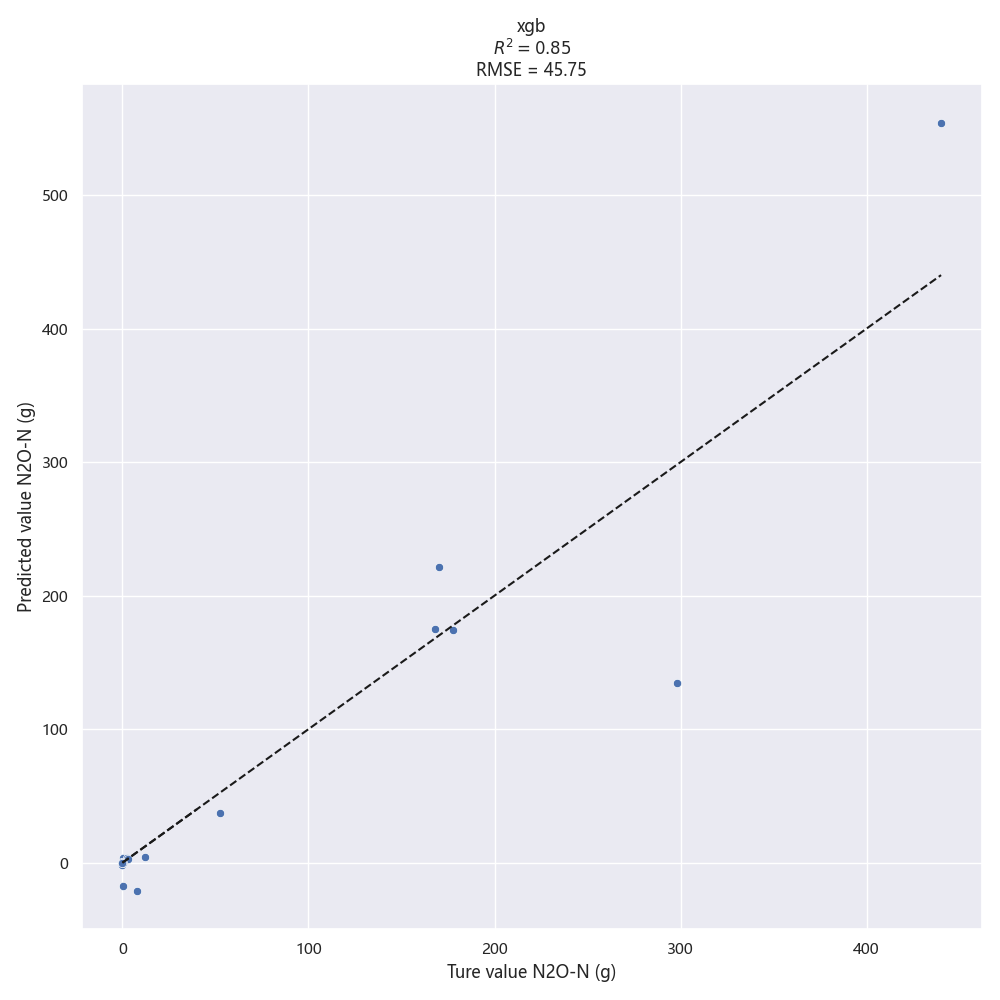 xgb
R² = 0.85
RMSE = 45.75
Predicted value N2O-N (g)
500
400
300
200
100
0
0 100 200 300 400
Ture value N2O-N (g)